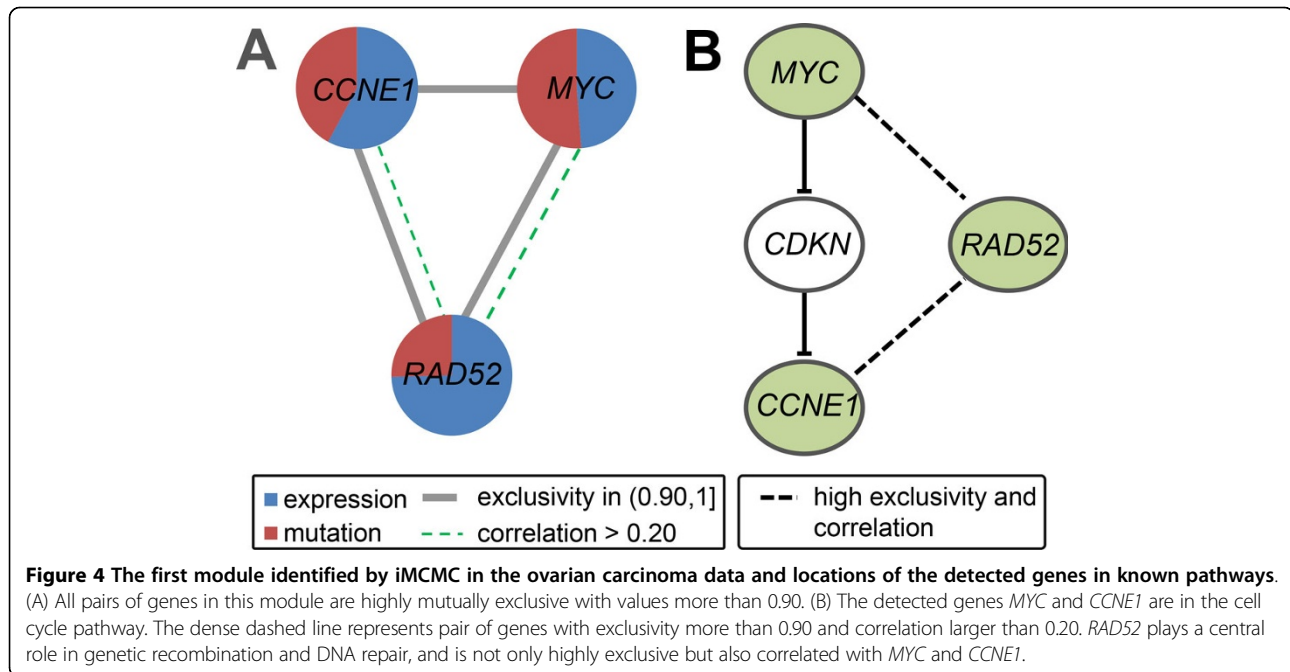 A
B
CCNE1
MYC
RAD52
MYC
CDKN
RAD52
CCNE1
expression
exclusivity in (0.90,1]
mutation
correlation > 0.20
high exclusivity and
correlation
Figure 4 The first module identified by iMCMC in the ovarian carcinoma data and locations of the detected genes in known pathways.
(A) All pairs of genes in this module are highly mutually exclusive with values more than 0.90. (B) The detected genes MYC and CCNE1 are in the cell
cycle pathway. The dense dashed line represents pair of genes with exclusivity more than 0.90 and correlation larger than 0.20. RAD52 plays a central
role in genetic recombination and DNA repair, and is not only highly exclusive but also correlated with MYC and CCNE1.